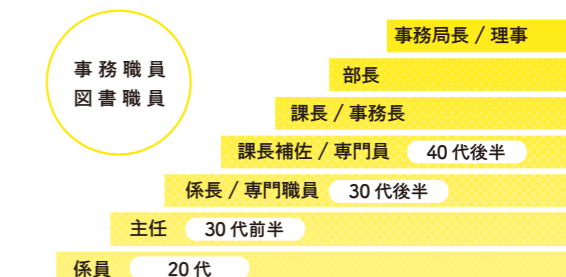 事務職員
図書職員
事務局長 / 理事
部長
課長 / 事務長
課長補佐 / 専門員 40代後半
係長 / 専門職員 30代後半
主任 30代前半
係員 20代